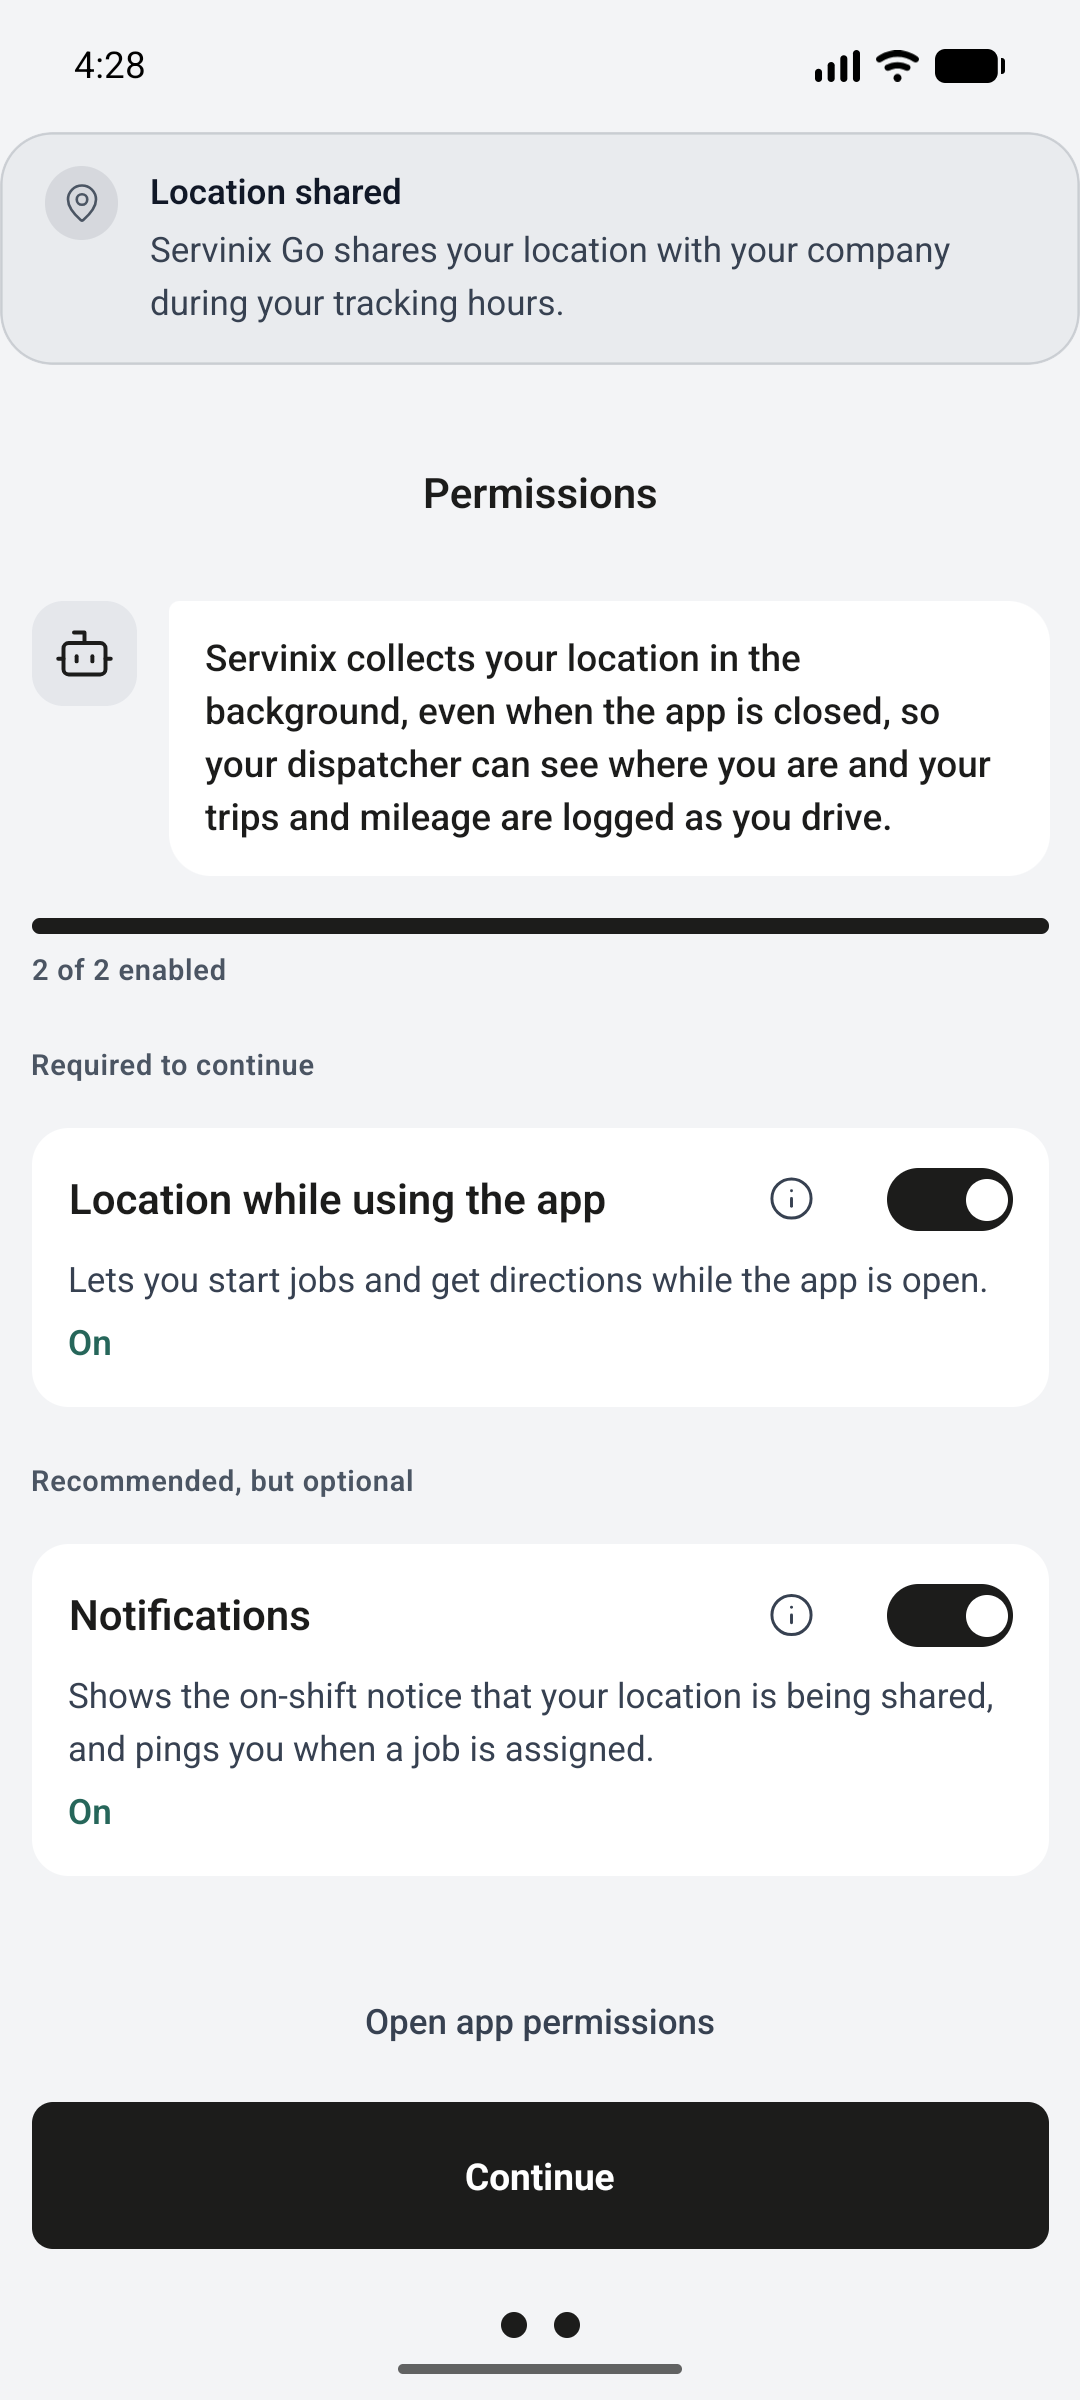 4:28
Location shared
Servinix Go shares your location with your company
during your tracking hours.
Permissions
Servinix collects your location in the
background, even when the app is closed, so
your dispatcher can see where you are and your
trips and mileage are logged as you drive.
2 of 2 enabled
Required to continue
Location while using the app
Lets you start jobs and get directions while the app is open.
On
Recommended, but optional
Notifications
Shows the on-shift notice that your location is being shared,
and pings you when a job is assigned.
On
Open app permissions
Continue